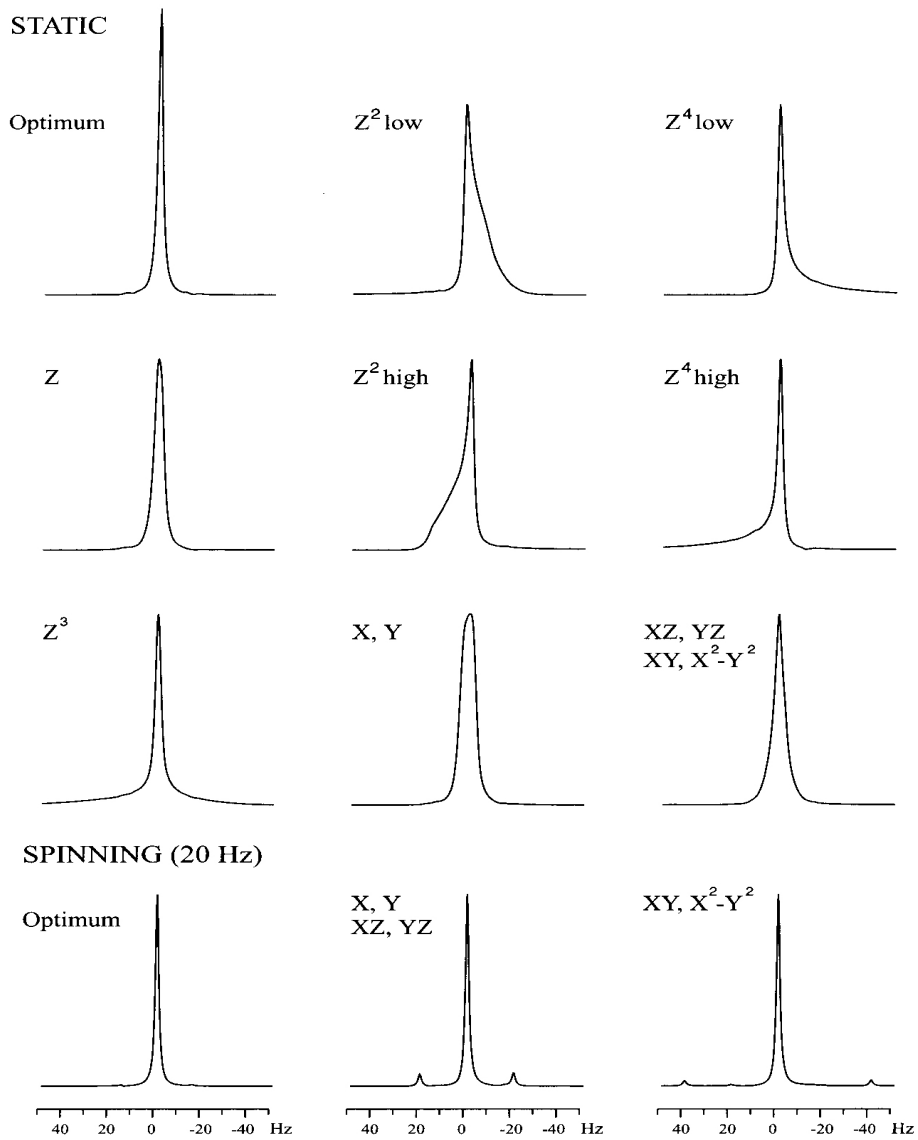 STATIC
Optimum
Z² low
Z⁴ low
Z
Z² high
Z⁴ high
Z³
X, Y
XZ, YZ
XY, X²-Y²
SPINNING (20 Hz)
Optimum
X, Y
XZ, YZ
XY, X²-Y²
40 20 0 -20 -40 Hz
40 20 0 -20 -40 Hz
40 20 0 -20 -40 Hz